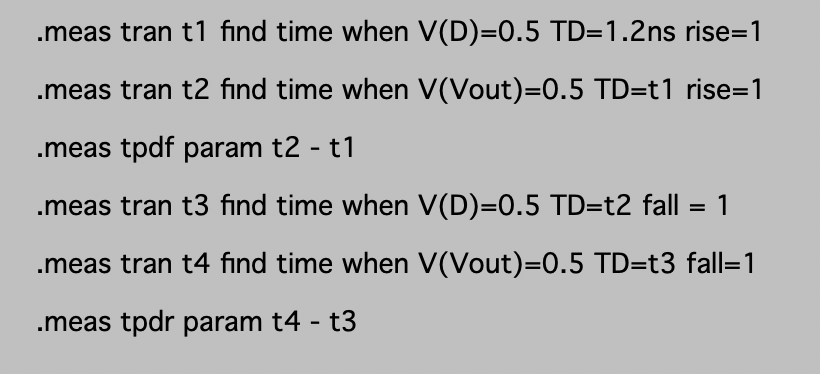 .meas tran t1 find time when V(D)=0.5 TD=1.2ns rise=1
.meas tran t2 find time when V(Vout)=0.5 TD=t1 rise=1
.meas tpdf param t2 - t1
.meas tran t3 find time when V(D)=0.5 TD=t2 fall = 1
.meas tran t4 find time when V(Vout)=0.5 TD=t3 fall=1
.meas tpdr param t4 - t3